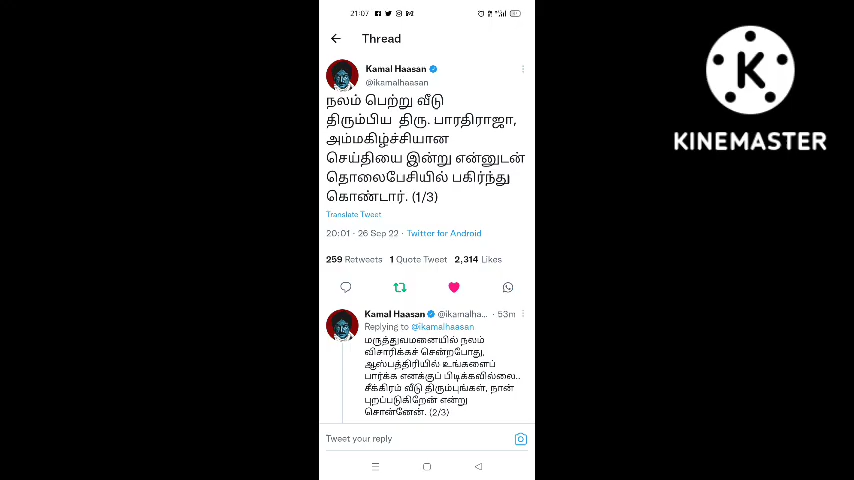 21:07
Thread
Kamal Haasan
@ikamalhaasan
நலம் பெற்று வீடு
திரும்பிய திரு. பாரதிராஜா,
அம்மகிழ்ச்சியான
செய்தியை இன்று என்னுடன்
தொலைபேசியில் பகிர்ந்து
கொண்டார். (1/3)
Translate Tweet
20:01 · 26 Sep 22 · Twitter for Android
259 Retweets 1 Quote Tweet 2,314 Likes
Kamal Haasan @ikamalha... · 53m
Replying to @ikamalhaasan
மருத்துவமனையில் நலம்
விசாரிக்கச் சென்றபோது,
ஆஸ்பத்திரியில் உங்களைப்
பார்க்க எனக்குப் பிடிக்கவில்லை..
சீக்கிரம் வீடு திரும்புங்கள், நான்
புறப்படுகிறேன் என்று
சொன்னேன். (2/3)
Tweet your reply
K
KINEMASTER